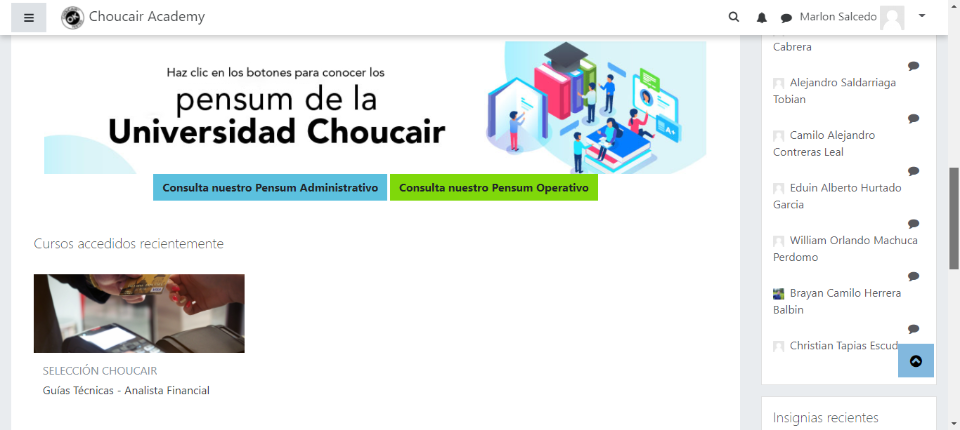 Choucair Academy
Marlon Salcedo
Haz clic en los botones para conocer los
pensum de la
Universidad Choucair
A+
Consulta nuestro Pensum Administrativo
Consulta nuestro Pensum Operativo
Cursos accedidos recientemente
SELECCIÓN CHOUCAIR
Guías Técnicas - Analista Financial
Cabrera
Alejandro Saldarriaga
Tobian
Camilo Alejandro
Contreras Leal
Eduin Alberto Hurtado
Garcia
William Orlando Machuca
Perdomo
Brayan Camilo Herrera
Balbin
Christian Tapias Escud
Insignias recientes